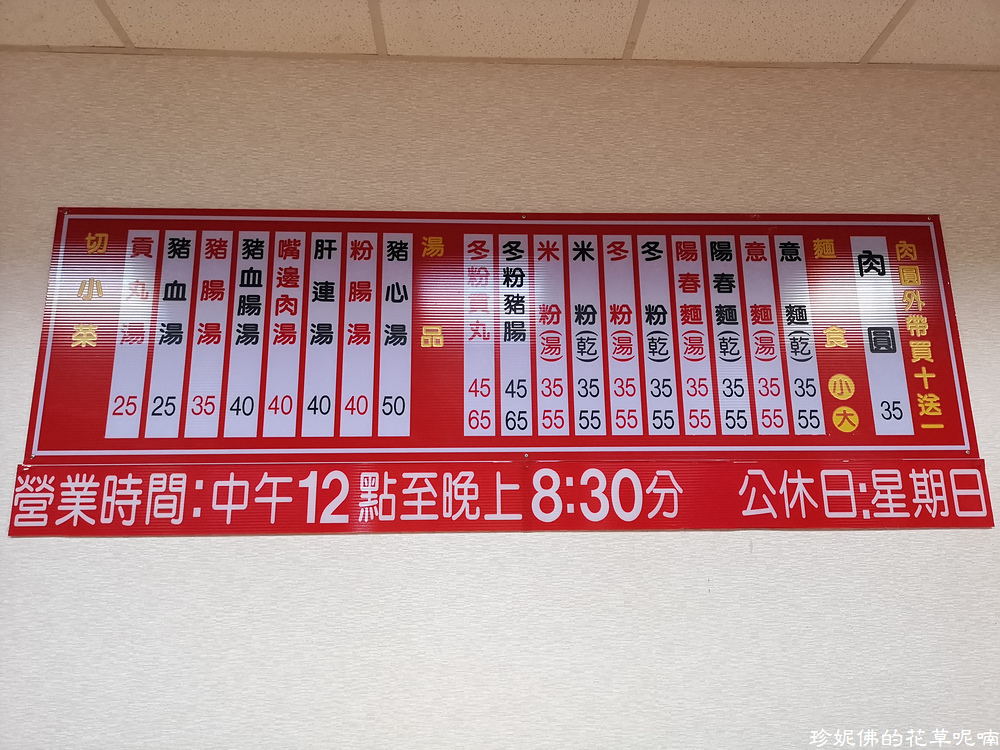 肉圓外帶買十送一
肉圓 35
麵食 小 大
意麵(乾) 35 55
意麵(湯) 35 55
陽春麵(乾) 35 55
陽春麵(湯) 35 55
冬粉(乾) 35 55
冬粉(湯) 35 55
米粉(乾) 35 55
米粉(湯) 35 55
冬粉豬腸 45 65
冬粉貢丸 45 65
湯品
豬心湯 50
粉腸湯 40
肝連湯 40
嘴邊肉湯 40
豬血腸湯 40
豬腸湯 35
豬血湯 25
貢丸湯 25
切小菜
營業時間:中午12點至晚上8:30分 公休日:星期日
珍妮佛的花草呢喃